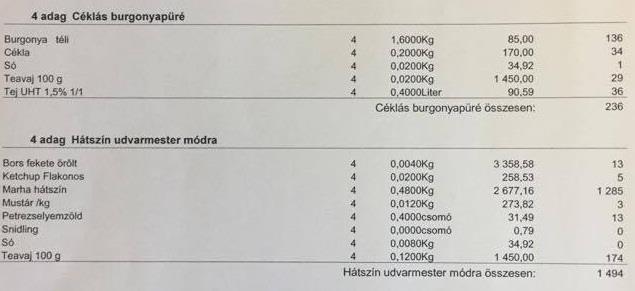 4 adag Céklás burgonyapüré
Burgonya téli 4 1,6000Kg 85,00 136
Cékla 4 0,2000Kg 170,00 34
Só 4 0,0200Kg 34,92 1
Teavaj 100 g 4 0,0200Kg 1 450,00 29
Tej UHT 1,5% 1/1 4 0,4000Liter 90,59 36
Céklás burgonyapüré összesen: 236
4 adag Hátszín udvarmester módra
Bors fekete őrölt 4 0,0040Kg 3 358,58 13
Ketchup Flakonos 4 0,0200Kg 258,53 5
Marha hátszín 4 0,4800Kg 2 677,16 1 285
Mustár /kg 4 0,0120Kg 273,82 3
Petrezselyemzöld 4 0,4000csomó 31,49 13
Snidling 4 0,0000csomó 0,79 0
Só 4 0,0080Kg 34,92 0
Teavaj 100 g 4 0,1200Kg 1 450,00 174
Hátszín udvarmester módra összesen: 1 494